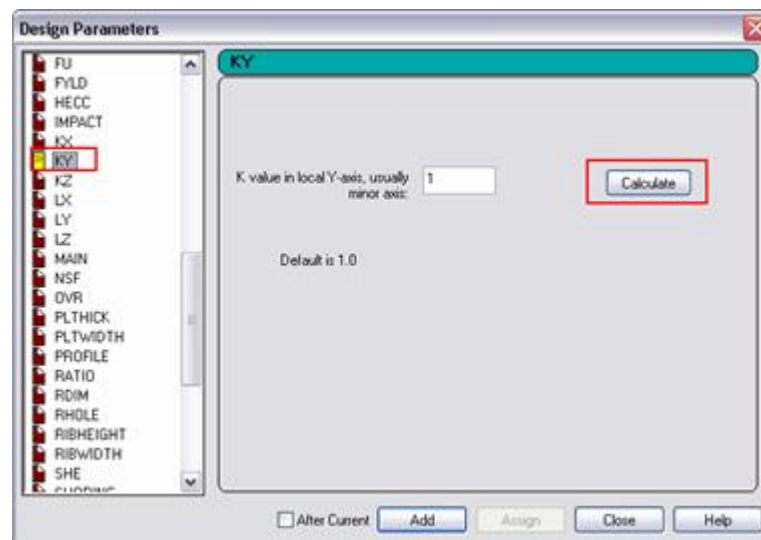 Design Parameters
FU
FYLD
HECC
IMPACT
KX
KY
KZ
LX
LY
LZ
MAIN
NSF
OVR
PLTHICK
PLTWIDTH
PROFILE
RATIO
RDIM
RHOLE
RIBHEIGHT
RIBWIDTH
SHE
KY
K value in local Y-axis, usually
minor axis:
1
Calculate
Default is 1.0
After Current
Add
Assign
Close
Help